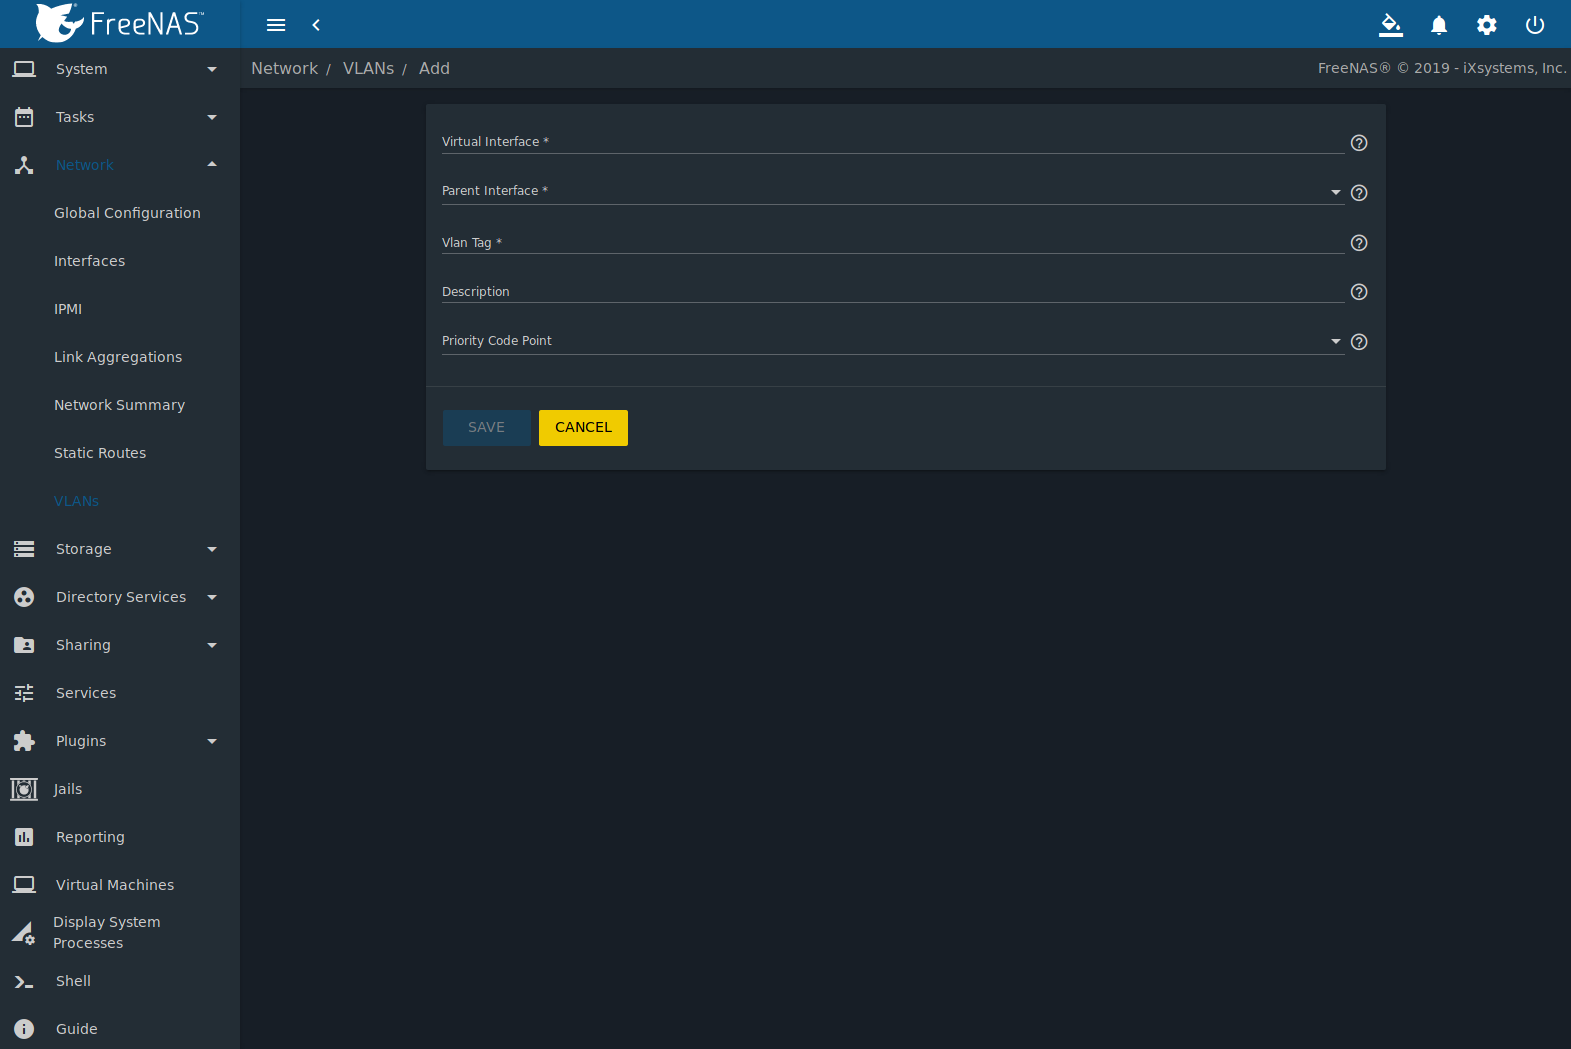 FreeNAS™
System
Network / VLANs / Add
FreeNAS® © 2019 - iXsystems, Inc.
Tasks
Network
Global Configuration
Interfaces
IPMI
Link Aggregations
Network Summary
Static Routes
VLANs
Storage
Directory Services
Sharing
Services
Plugins
Jails
Reporting
Virtual Machines
Display System
Processes
Shell
Guide
Virtual Interface *
Parent Interface *
Vlan Tag *
Description
Priority Code Point
SAVE
CANCEL